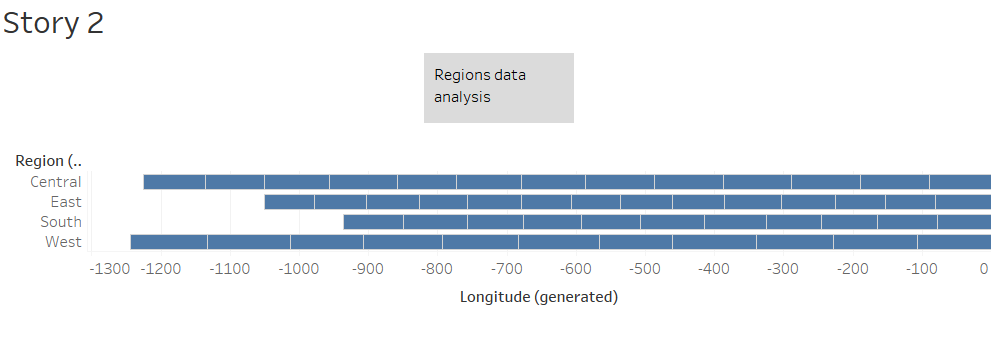 Story 2
Regions data
analysis
Region (..
Central
East
South
West
-1300 -1200 -1100 -1000 -900 -800 -700 -600 -500 -400 -300 -200 -100 0
Longitude (generated)